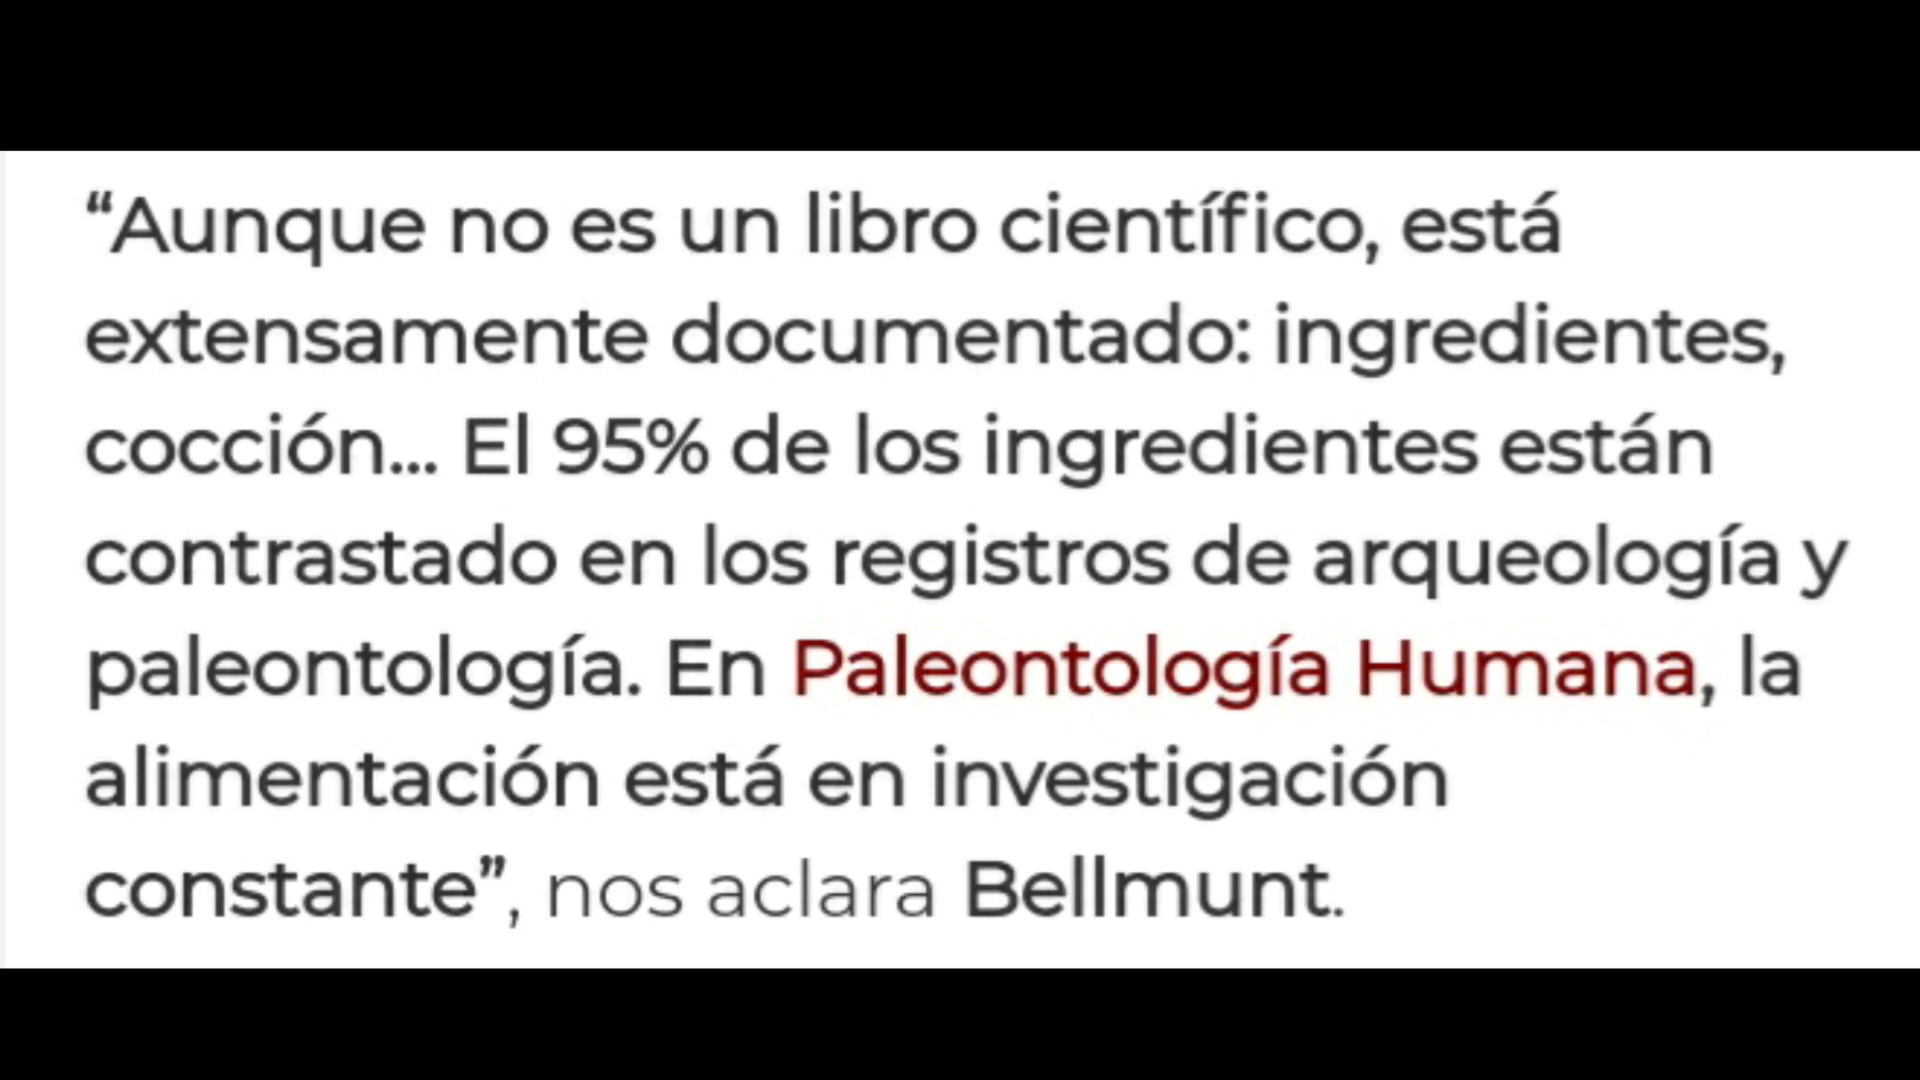 “Aunque no es un libro científico, está
extensamente documentado: ingredientes,
cocción... El 95% de los ingredientes están
contrastado en los registros de arqueología y
paleontología. En Paleontología Humana, la
alimentación está en investigación
constante”, nos aclara Bellmunt.